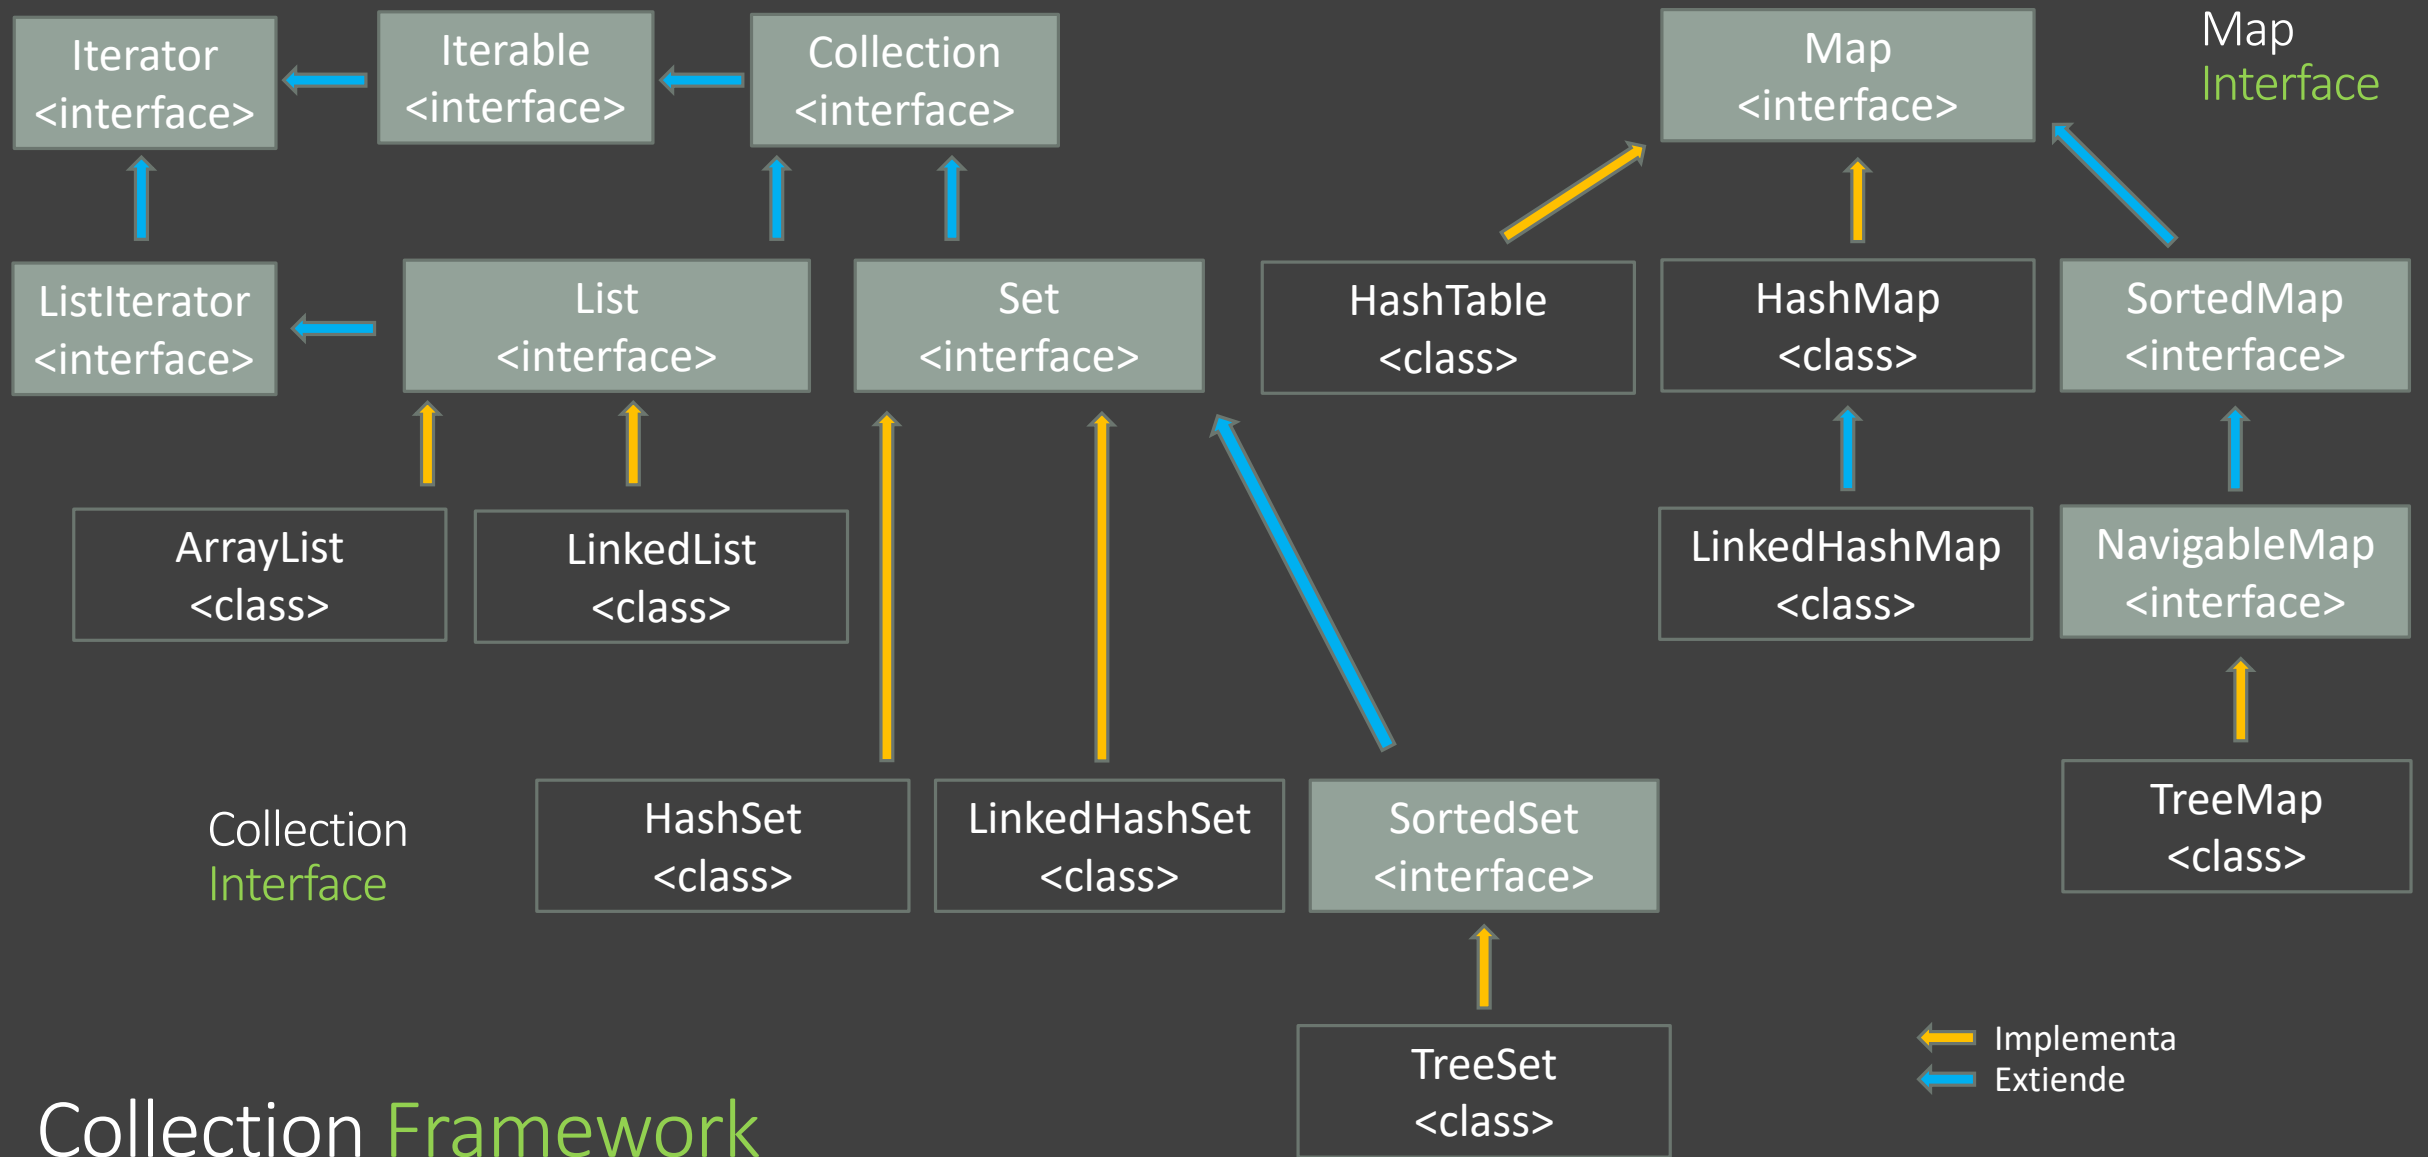 Iterator
<interface>
Iterable
<interface>
Collection
<interface>
Map
<interface>
Map
Interface
ListIterator
<interface>
List
<interface>
Set
<interface>
HashTable
<class>
HashMap
<class>
SortedMap
<interface>
ArrayList
<class>
LinkedList
<class>
LinkedHashMap
<class>
NavigableMap
<interface>
Collection
Interface
HashSet
<class>
LinkedHashSet
<class>
SortedSet
<interface>
TreeMap
<class>
TreeSet
<class>
Implementa
Extiende
Collection Framework